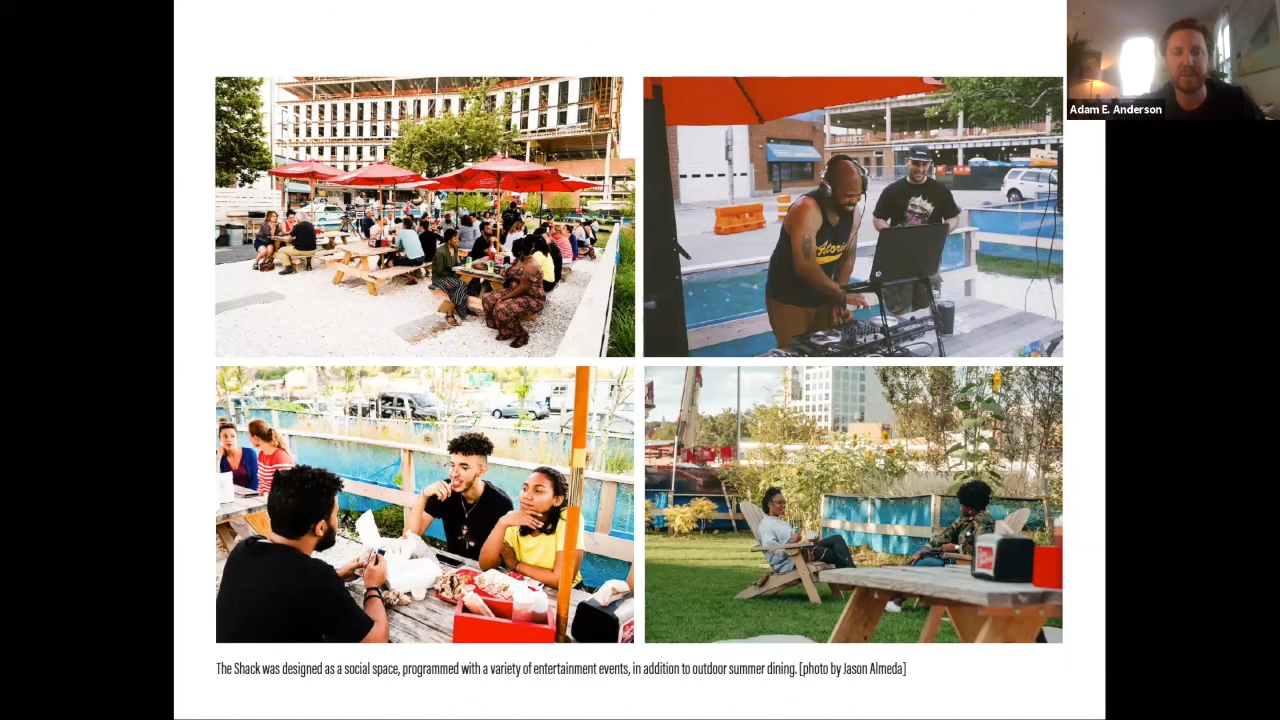 Adam E. Anderson
The Shack was designed as a social space, programmed with a variety of entertainment events, in addition to outdoor summer dining. [photo by Jason Almeda]